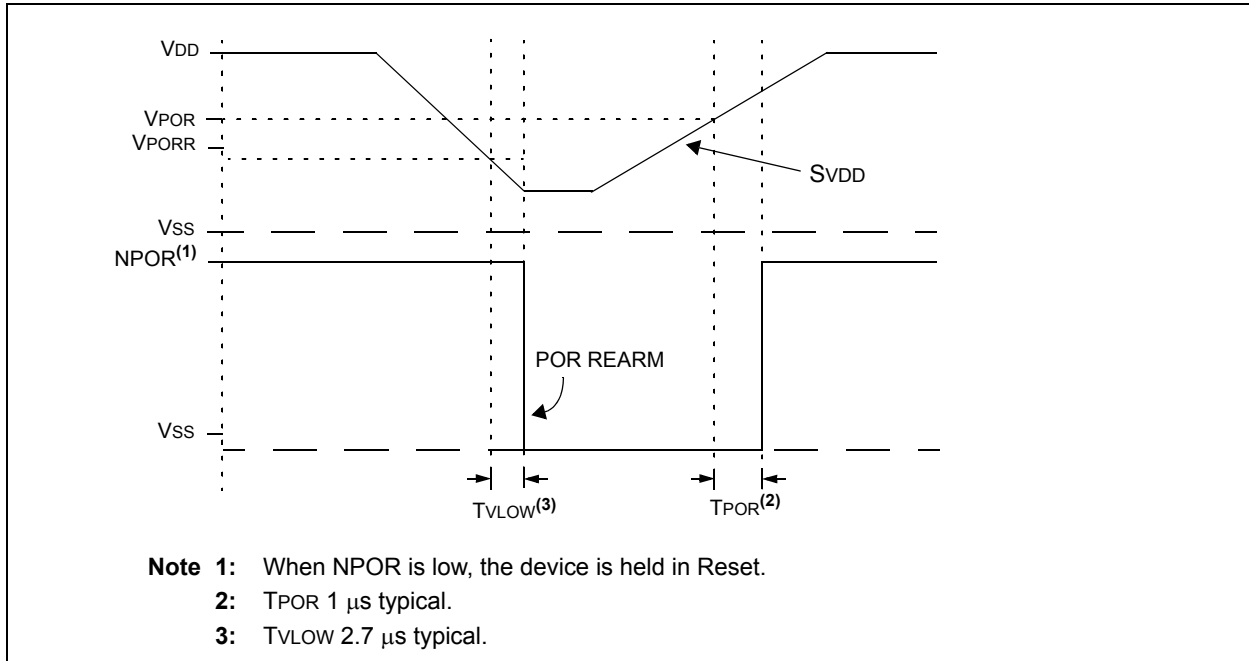 VDD
VPOR
VPORR
SVDD
VSS
NPOR(1)
POR REARM
VSS
TVLOW(3)
TPOR(2)
Note 1: When NPOR is low, the device is held in Reset.
2: TPOR 1 μs typical.
3: TVLOW 2.7 μs typical.